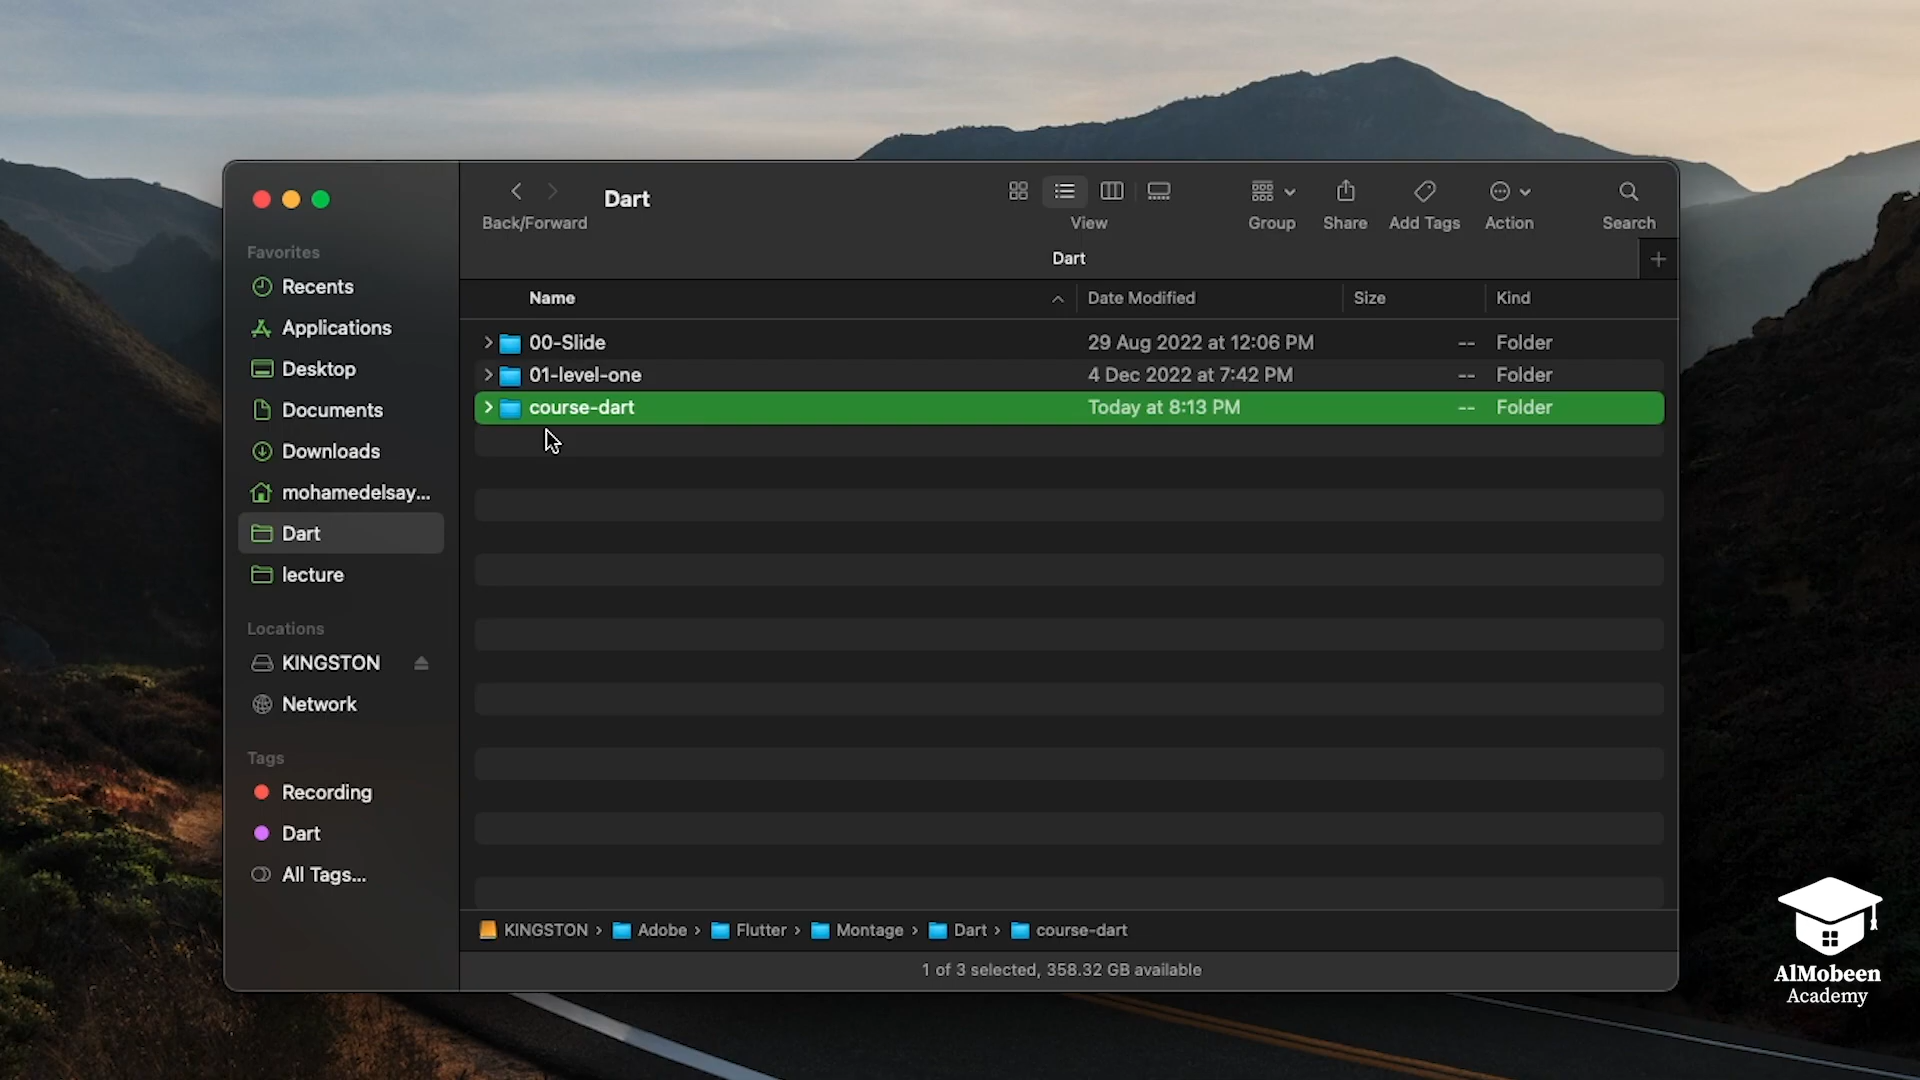 Dart
Back/Forward
View
Group
Share
Add Tags
Action
Search
Dart
Favorites
Recents
Applications
Desktop
Documents
Downloads
mohamedelsay...
Dart
lecture
Locations
KINGSTON
Network
Tags
Recording
Dart
All Tags...
Name Date Modified Size Kind
00-Slide 29 Aug 2022 at 12:06 PM -- Folder
01-level-one 4 Dec 2022 at 7:42 PM -- Folder
course-dart Today at 8:13 PM -- Folder
KINGSTON › Adobe › Flutter › Montage › Dart › course-dart
1 of 3 selected, 358.32 GB available
AlMobeen
Academy